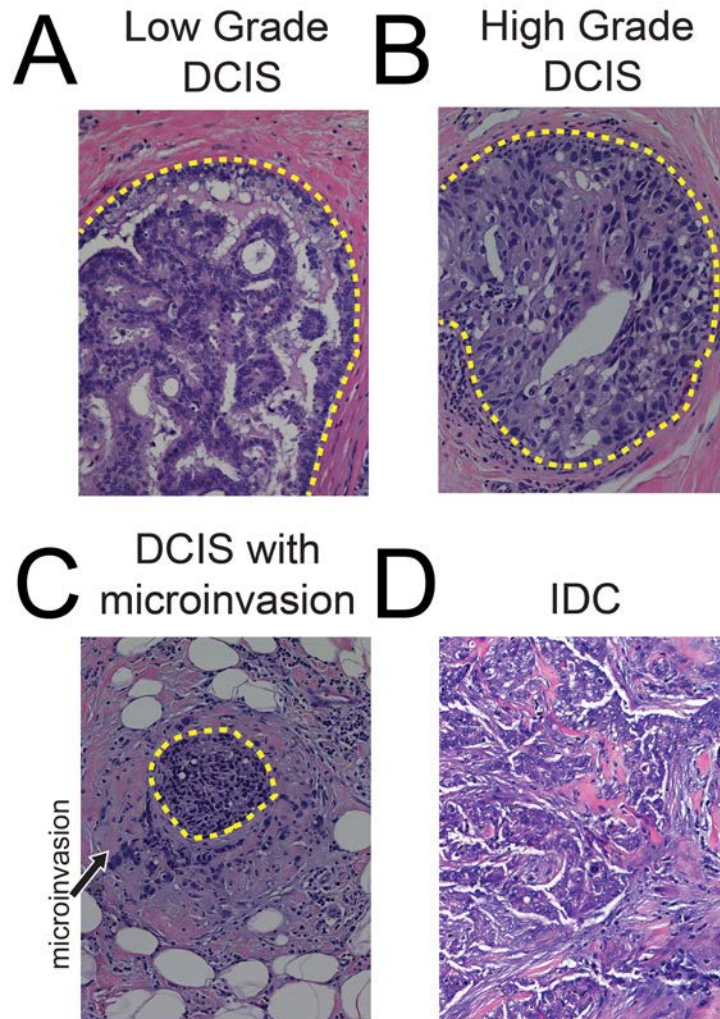 A
Low Grade
DCIS
B
High Grade
DCIS
C
DCIS with
microinvasion
D
IDC
microinvasion